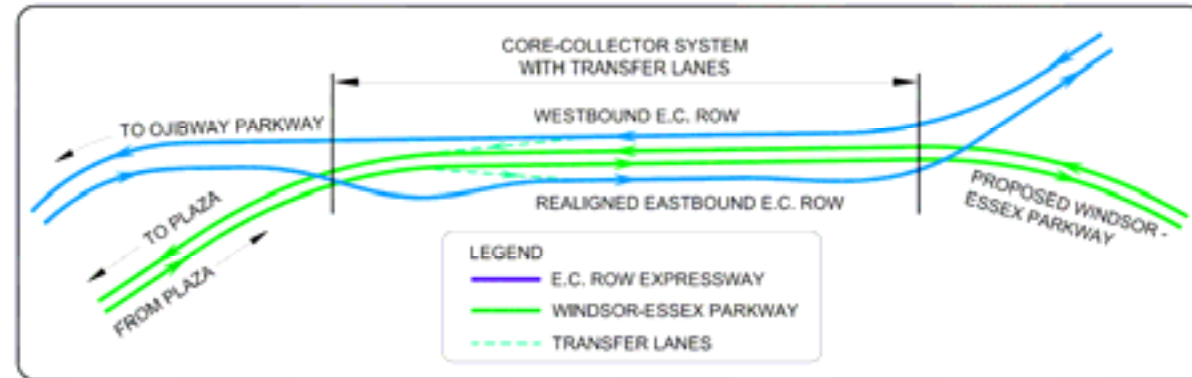 CORE-COLLECTOR SYSTEM
WITH TRANSFER LANES
TO OJIBWAY PARKWAY
WESTBOUND E.C. ROW
TO PLAZA
FROM PLAZA
REALIGNED EASTBOUND E.C. ROW
PROPOSED WINDSOR-
ESSEX PARKWAY
LEGEND
E.C. ROW EXPRESSWAY
WINDSOR-ESSEX PARKWAY
TRANSFER LANES